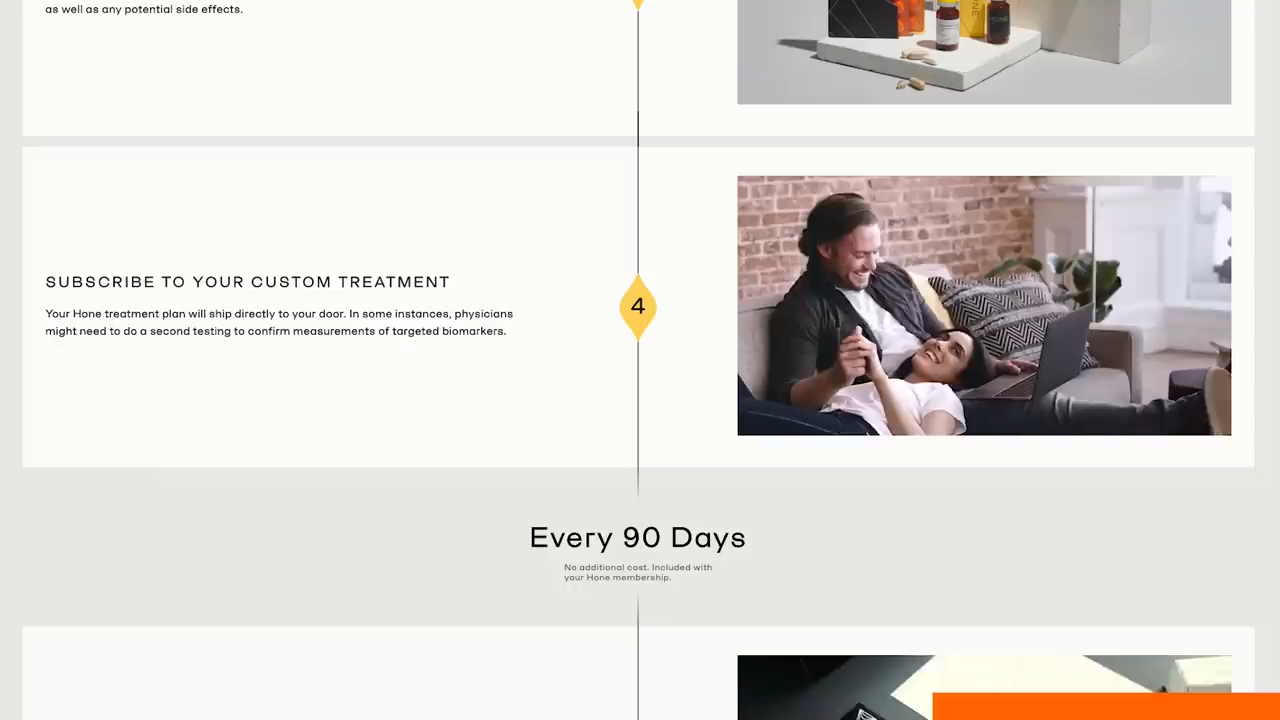 as well as any potential side effects.
HONE
SUBSCRIBE TO YOUR CUSTOM TREATMENT
Your Hone treatment plan will ship directly to your door. In some instances, physicians
might need to do a second testing to confirm measurements of targeted biomarkers.
4
Every 90 Days
No additional cost. Included with
your Hone membership.